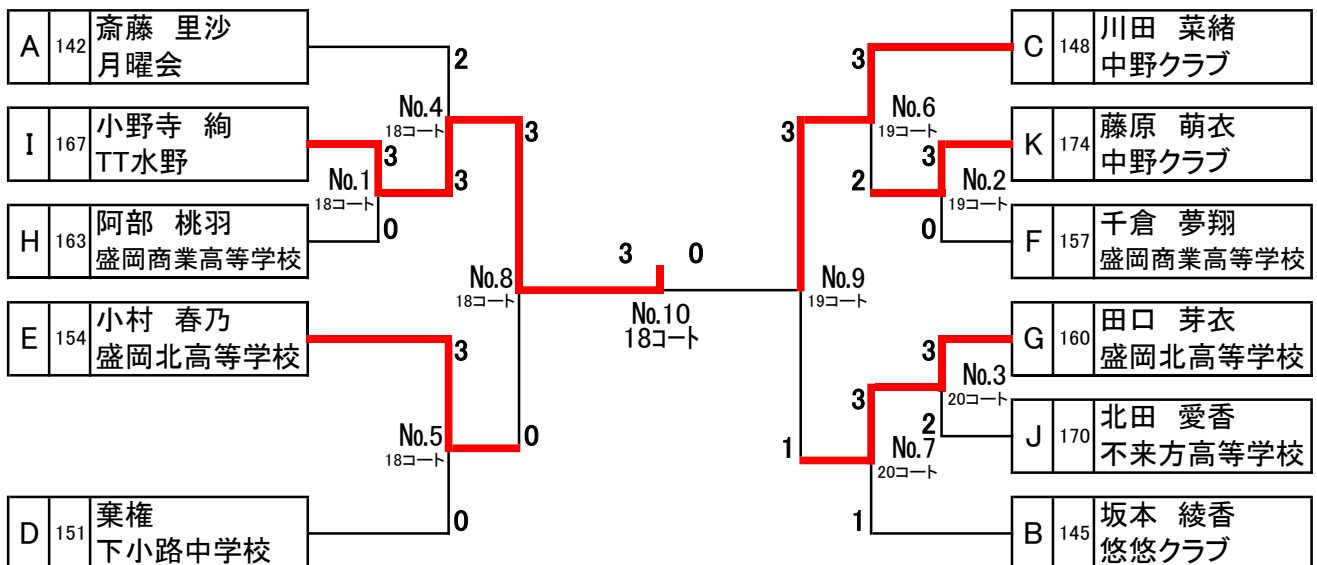 A 142 斎藤 里沙
月曜会
2
No.4
18コート
3
I 167 小野寺 絢
TT水野
3
No.1
18コート
3
H 163 阿部 桃羽
盛岡商業高等学校
0
No.8
18コート
E 154 小村 春乃
盛岡北高等学校
3
No.5
18コート
0
D 151 棄権
下小路中学校
0
3 0
No.10
18コート
C 148 川田 菜緒
中野クラブ
3
No.6
19コート
3
K 174 藤原 萌衣
中野クラブ
3
2
No.2
19コート
F 157 千倉 夢翔
盛岡商業高等学校
0
No.9
19コート
G 160 田口 芽衣
盛岡北高等学校
3
No.3
20コート
3
J 170 北田 愛香
不来方高等学校
2
1
No.7
20コート
B 145 坂本 綾香
悠悠クラブ
1